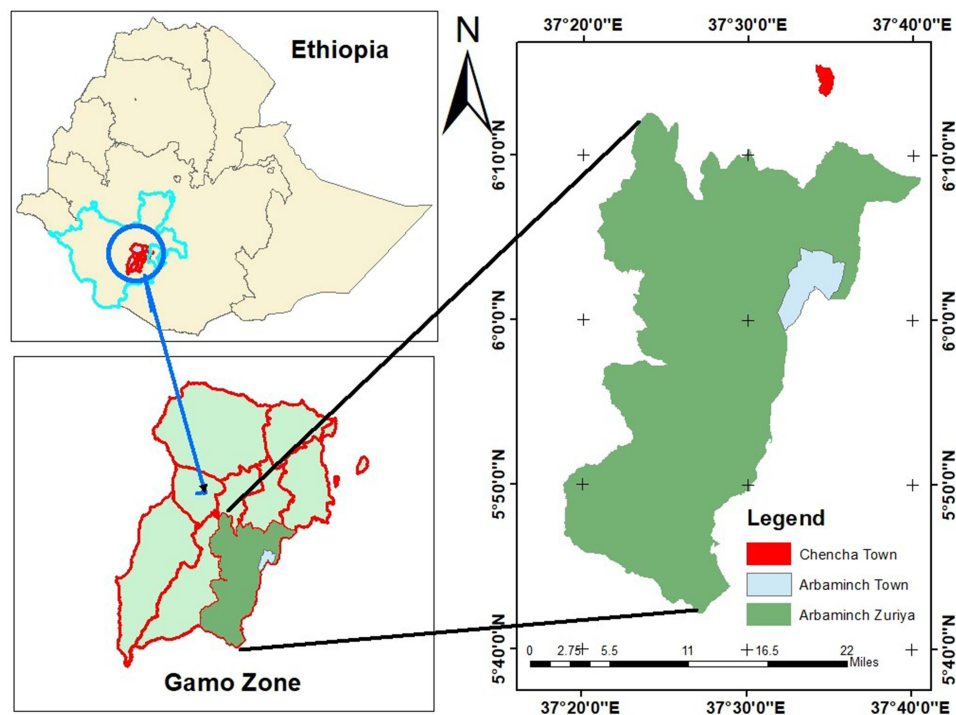 Ethiopia
N
37°20'0"E 37°30'0"E 37°40'0"E
6°10'0"N 6°10'0"N
6°0'0"N 6°0'0"N
5°50'0"N 5°50'0"N
5°40'0"N 5°40'0"N
Legend
Chencha Town
Arbaminch Town
Arbaminch Zuriya
0 2.75 5.5 11 16.5 22
Miles
37°20'0"E 37°30'0"E 37°40'0"E
Gamo Zone